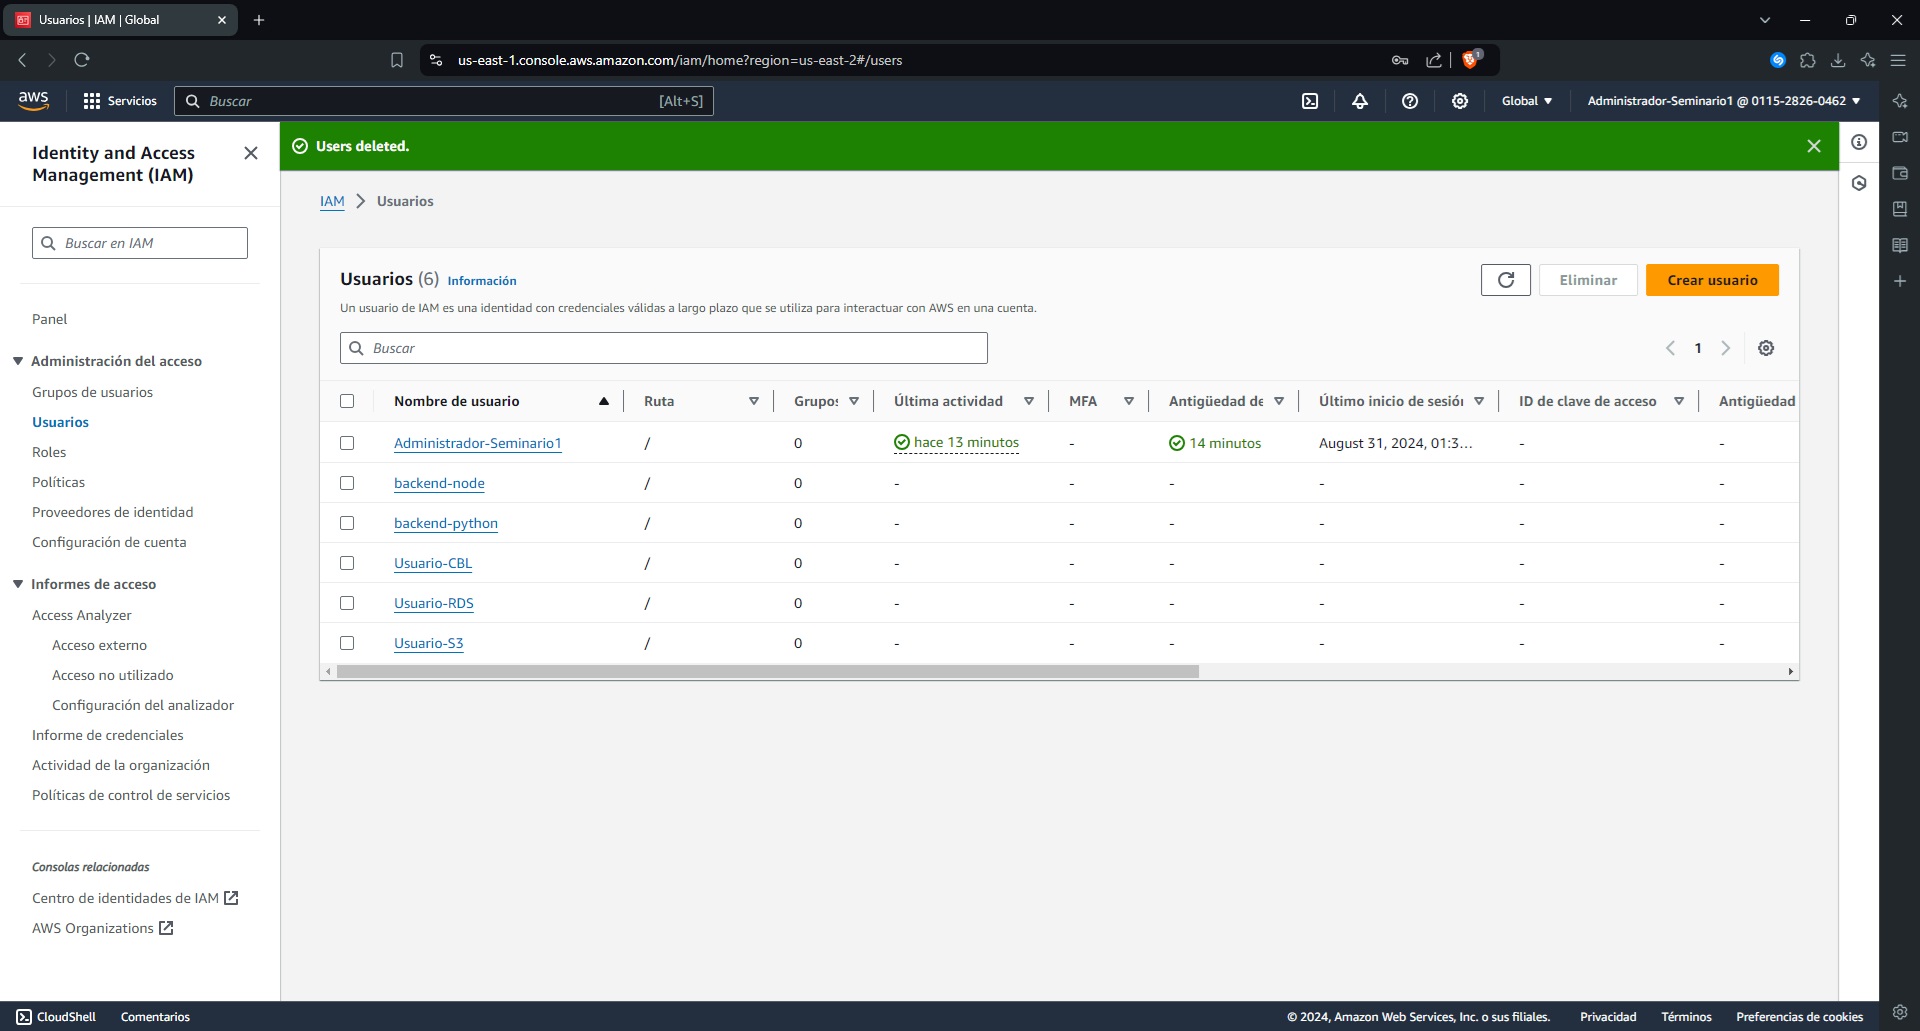 Usuarios | IAM | Global
us-east-1.console.aws.amazon.com/iam/home?region=us-east-2#/users
1
aws
Servicios
Buscar
[Alt+S]
Global
Administrador-Seminario1 @ 0115-2826-0462
Identity and Access
Management (IAM)
Buscar en IAM
Panel
Administración del acceso
Grupos de usuarios
Usuarios
Roles
Políticas
Proveedores de identidad
Configuración de cuenta
Informes de acceso
Access Analyzer
Acceso externo
Acceso no utilizado
Configuración del analizador
Informe de credenciales
Actividad de la organización
Políticas de control de servicios
Consolas relacionadas
Centro de identidades de IAM
AWS Organizations
Users deleted.
IAM > Usuarios
Usuarios (6) Información
Eliminar
Crear usuario
Un usuario de IAM es una identidad con credenciales válidas a largo plazo que se utiliza para interactuar con AWS en una cuenta.
Buscar
1
Nombre de usuario Ruta Grupos Última actividad MFA Antigüedad de Último inicio de sesión ID de clave de acceso Antigüedad
Administrador-Seminario1 / 0 hace 13 minutos - 14 minutos August 31, 2024, 01:3... - -
backend-node / 0 - - - - - -
backend-python / 0 - - - - - -
Usuario-CBL / 0 - - - - - -
Usuario-RDS / 0 - - - - - -
Usuario-S3 / 0 - - - - - -
CloudShell
Comentarios
© 2024, Amazon Web Services, Inc. o sus filiales.
Privacidad
Términos
Preferencias de cookies